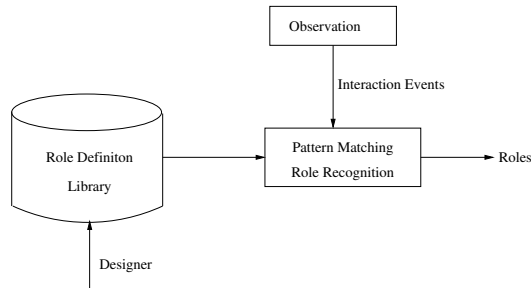 Observation
Interaction Events
Role Definiton
Library
Pattern Matching
Role Recognition
Roles
Designer